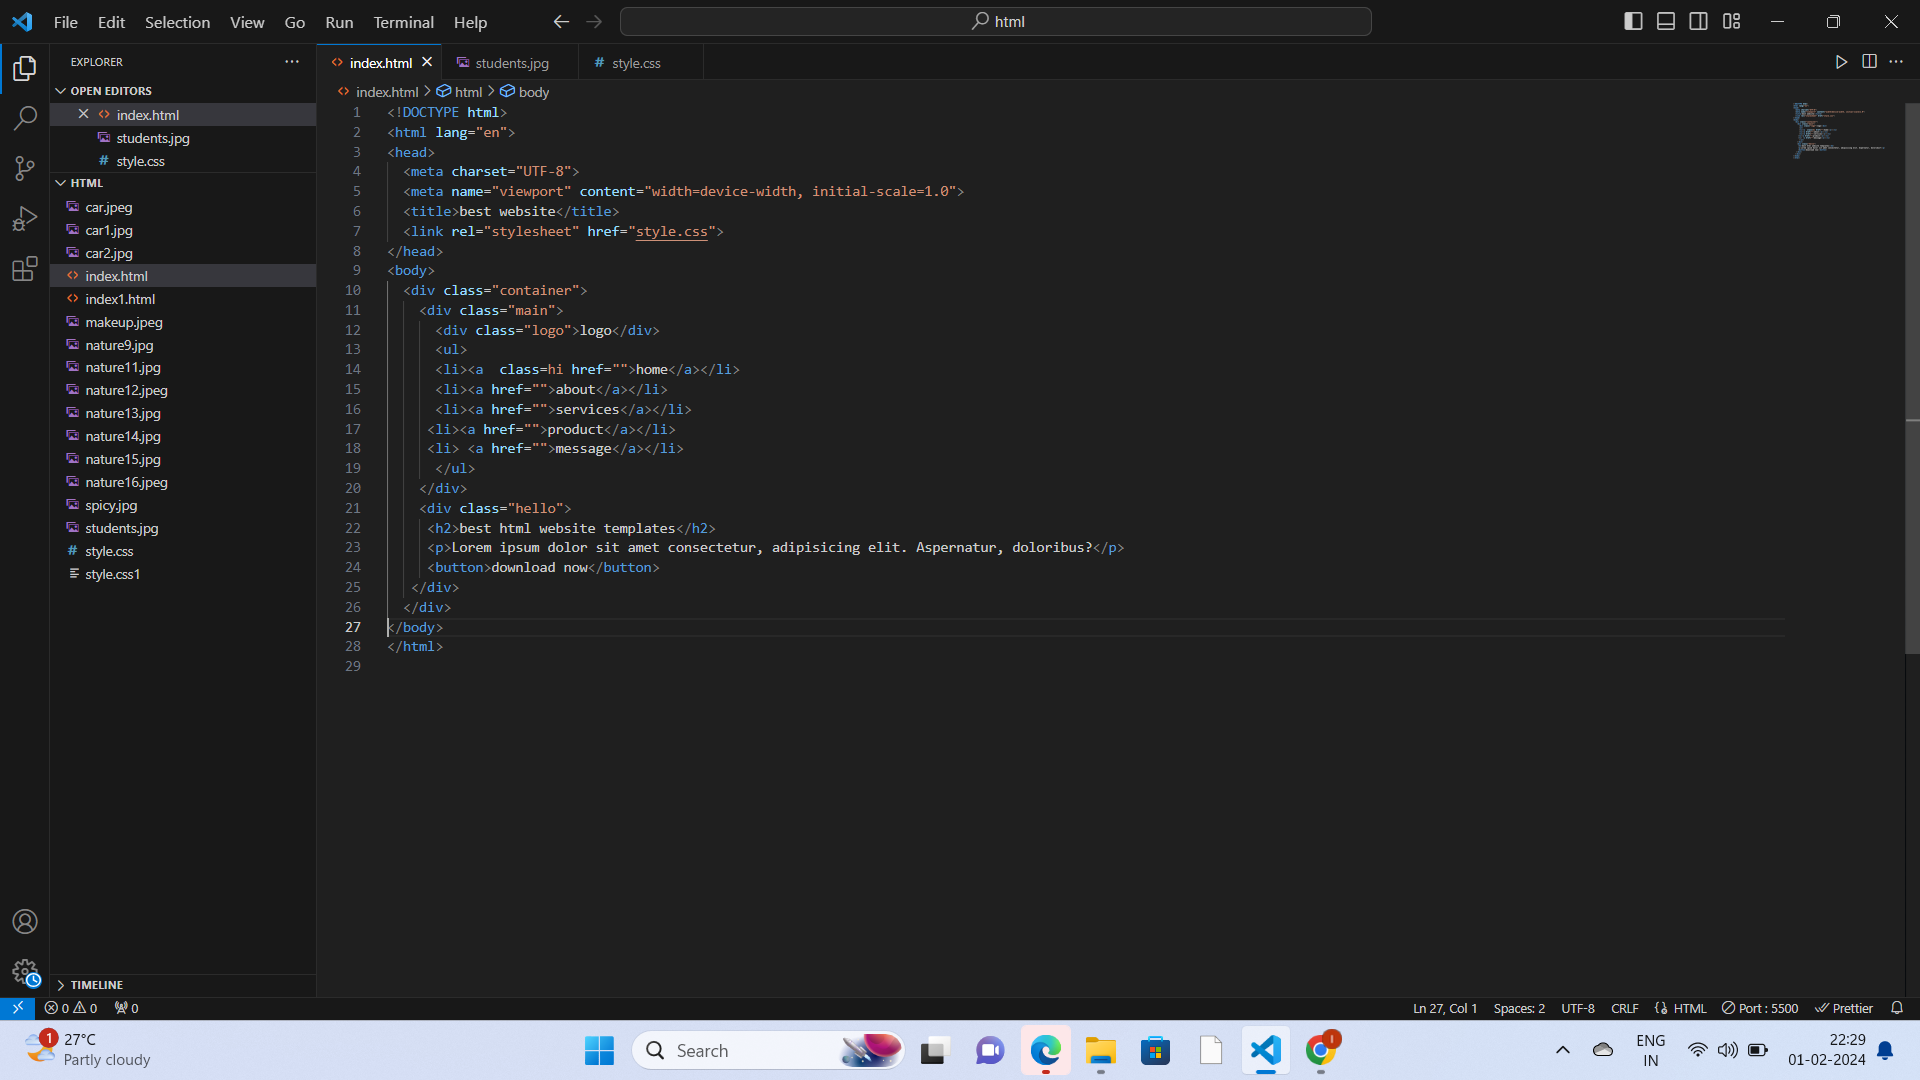 File Edit Selection View Go Run Terminal Help
html
EXPLORER
OPEN EDITORS
index.html
students.jpg
style.css
HTML
car.jpeg
car1.jpg
car2.jpg
index.html
index1.html
makeup.jpeg
nature9.jpg
nature11.jpg
nature12.jpeg
nature13.jpg
nature14.jpg
nature15.jpg
nature16.jpeg
spicy.jpg
students.jpg
style.css
style.css1
TIMELINE
index.html students.jpg style.css
index.html > html > body
1 <!DOCTYPE html>
2 <html lang="en">
3 <head>
4 <meta charset="UTF-8">
5 <meta name="viewport" content="width=device-width, initial-scale=1.0">
6 <title>best website</title>
7 <link rel="stylesheet" href="style.css">
8 </head>
9 <body>
10 <div class="container">
11 <div class="main">
12 <div class="logo">logo</div>
13 <ul>
14 <li><a  class=hi href="">home</a></li>
15 <li><a href="">about</a></li>
16 <li><a href="">services</a></li>
17 <li><a href="">product</a></li>
18 <li> <a href="">message</a></li>
19 </ul>
20 </div>
21 <div class="hello">
22 <h2>best html website templates</h2>
23 <p>Lorem ipsum dolor sit amet consectetur, adipisicing elit. Aspernatur, doloribus?</p>
24 <button>download now</button>
25 </div>
26 </div>
27 </body>
28 </html>
29
0 0 0
Ln 27, Col 1 Spaces: 2 UTF-8 CRLF HTML Port : 5500 Prettier
1
27°C
Partly cloudy
Search
ENG
IN
22:29
01-02-2024